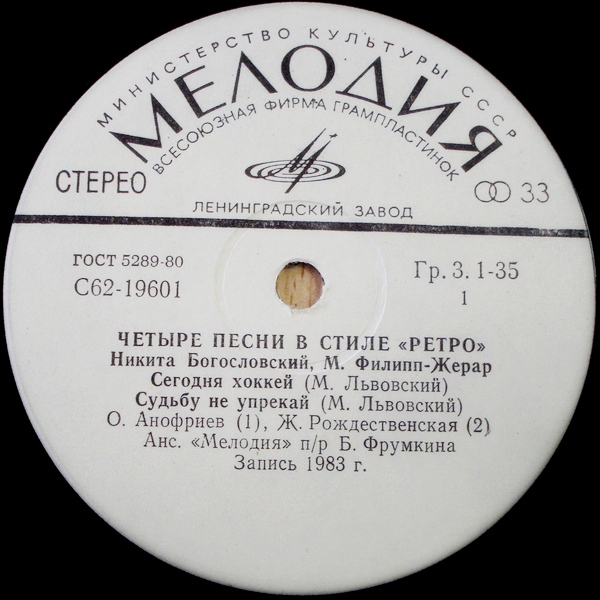 МИНИСТЕРСТВО КУЛЬТУРЫ СССР
МЕЛОДИЯ
ВСЕСОЮЗНАЯ ФИРМА ГРАМПЛАСТИНОК
СТЕРЕО
33
ЛЕНИНГРАДСКИЙ ЗАВОД
ГОСТ 5289-80
Гр. 3. 1-35
С62-19601
1
ЧЕТЫРЕ ПЕСНИ В СТИЛЕ «РЕТРО»
Никита Богословский, М. Филипп-Жерар
Сегодня хоккей (М. Львовский)
Судьбу не упрекай (М. Львовский)
О. Анофриев (1), Ж. Рождественская (2)
Анс. «Мелодия» п/р Б. Фрумкина
Запись 1983 г.